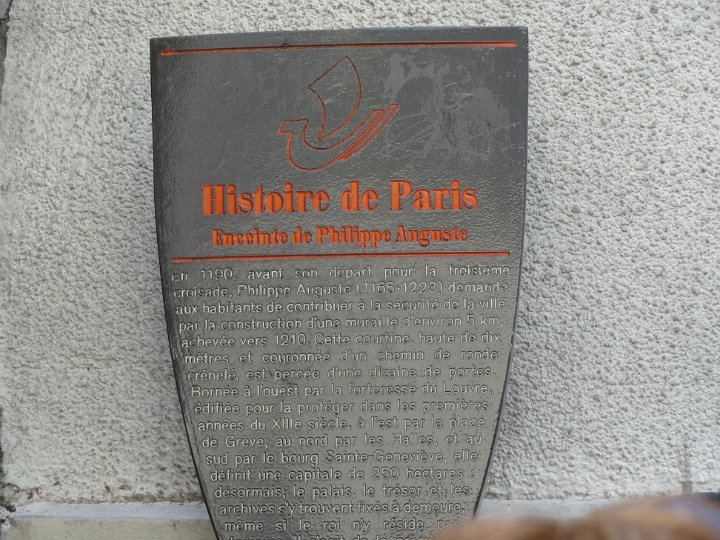 Histoire de Paris
Enceinte de Philippe Auguste
En 1190, avant son départ pour la troisième
croisade, Philippe Auguste (1165-1223) demande
aux habitants de contribuer à la sécurité de la ville
par la construction d'une muraille d'environ 5 km,
achevée vers 1210. Cette courtine, haute de dix
mètres et couronnée d'un chemin de ronde
crénelé, est percée d'une dizaine de portes.
Bornée à l'ouest par la forteresse du Louvre,
édifiée pour la protéger dans les premières
années du XIIIe siècle, à l'est par la place
de Grève, au nord par les Halles, et au
sud par le bourg Sainte-Geneviève, elle
définit une capitale de 250 hectares :
désormais, le palais, le trésor et les
archives s'y trouvent fixés à demeure,
même si le roi n'y réside pas